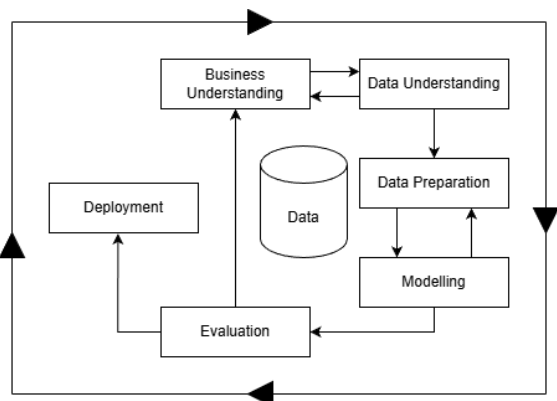 Business
Understanding
Data Understanding
Data Preparation
Deployment
Data
Modelling
Evaluation